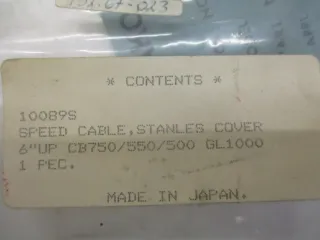 * CONTENTS *
10089S
SPEED CABLE,STANLES COVER
6"UP CB750/550/500 GL1000
1 PEC.
MADE IN JAPAN.